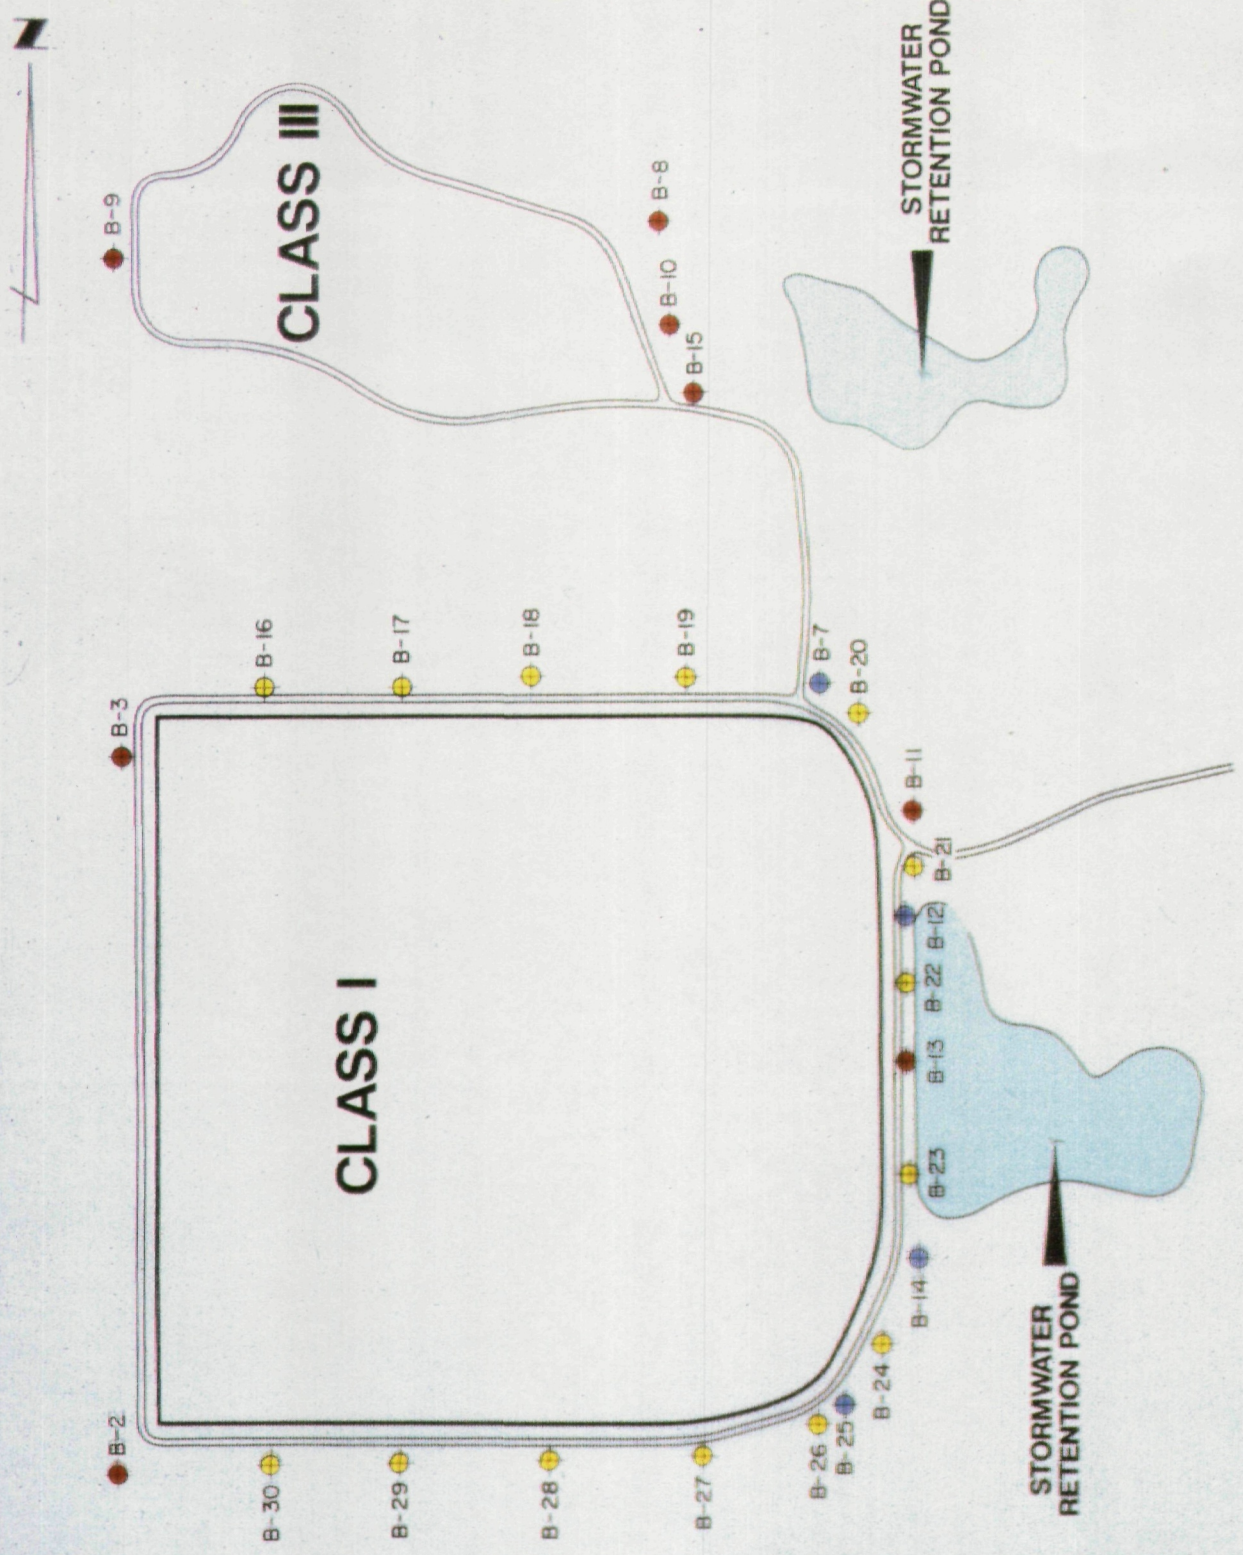 N
CLASS III
B-9
B-8
B-10
B-15
STORMWATER
RETENTION POND
B-16
B-17
B-18
B-19
B-7
B-20
B-3
B-11
B-21
B-12
B-22
B-13
B-23
CLASS I
B-14
B-24
B-25
B-26
B-27
B-28
B-29
B-30
B-2
STORMWATER
RETENTION POND